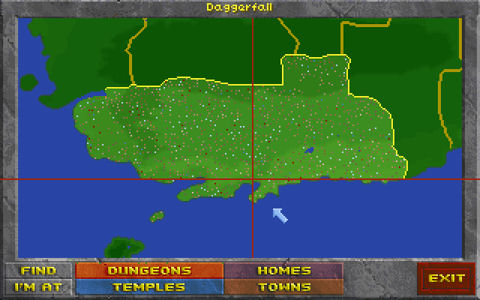 Daggerfall
FIND DUNGEONS HOMES EXIT
I'M AT TEMPLES TOWNS